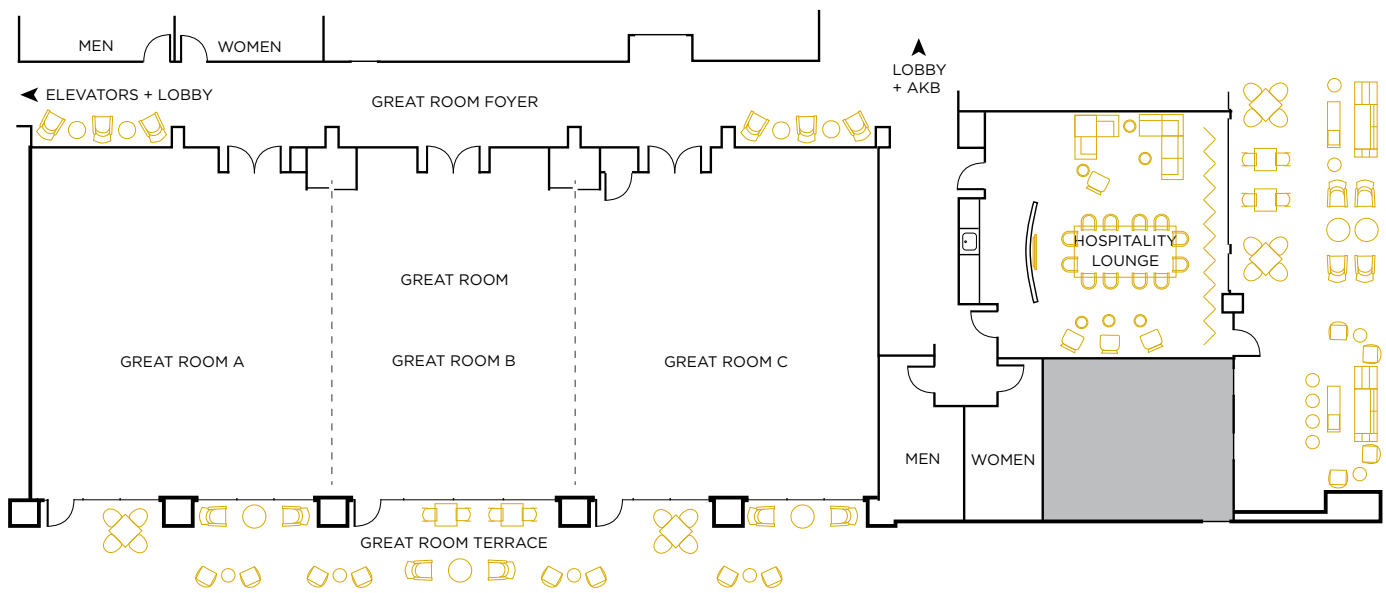 MEN
WOMEN
ELEVATORS + LOBBY
GREAT ROOM FOYER
LOBBY
+ AKB
HOSPITALITY
LOUNGE
GREAT ROOM
GREAT ROOM A
GREAT ROOM B
GREAT ROOM C
MEN
WOMEN
GREAT ROOM TERRACE